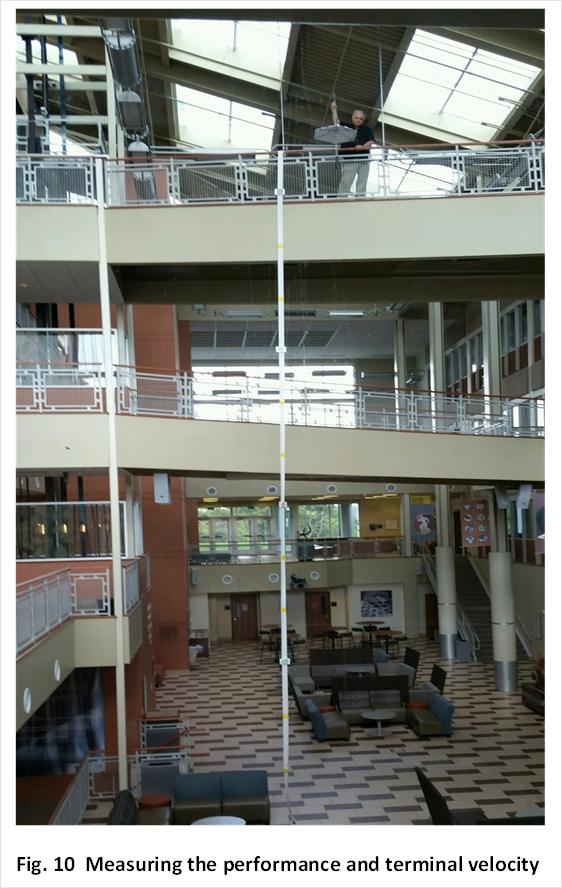 Fig. 10 Measuring the performance and terminal velocity